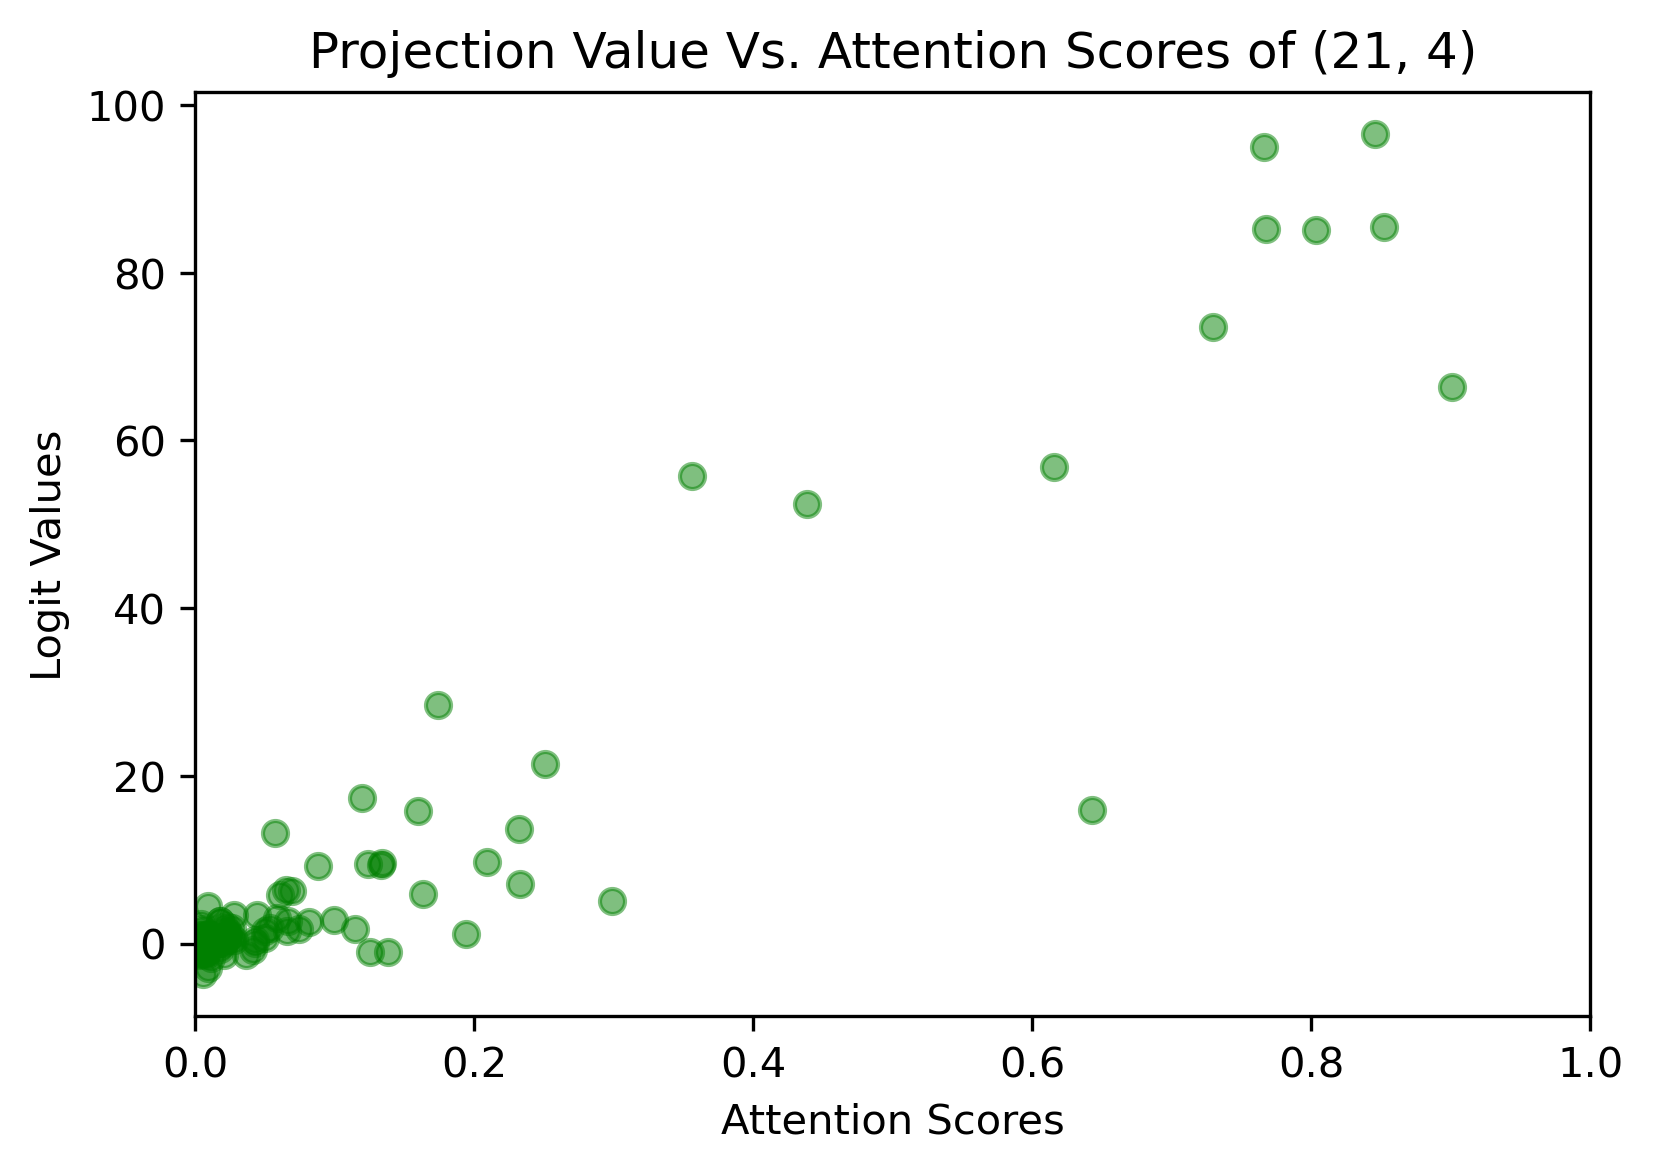 Projection Value Vs. Attention Scores of (21, 4)
100
80
60
40
20
0
Logit Values
0.0 0.2 0.4 0.6 0.8 1.0
Attention Scores